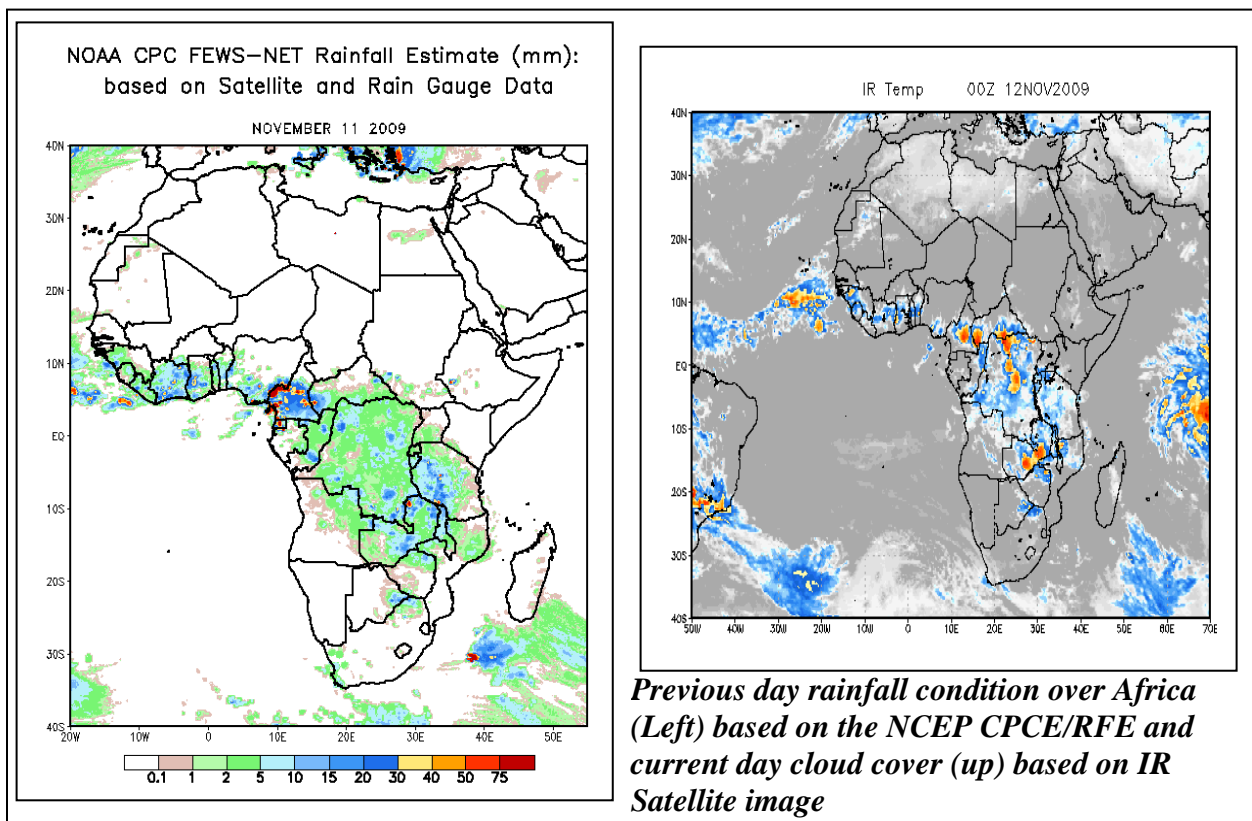 NOAA CPC FEWS-NET Rainfall Estimate (mm):
based on Satellite and Rain Gauge Data
NOVEMBER 11 2009
40N
30N
20N
10N
EQ
10S
20S
30S
40S
20W 10W 0 10E 20E 30E 40E 50E
0.1 1 2 5 10 15 20 30 40 50 75
IR Temp 00Z 12NOV2009
40N
30N
20N
10N
EQ
10S
20S
30S
40S
50W 40W 30W 20W 10W 0 10E 20E 30E 40E 50E 60E 70E
Previous day rainfall condition over Africa
(Left) based on the NCEP CPCE/RFE and
current day cloud cover (up) based on IR
Satellite image